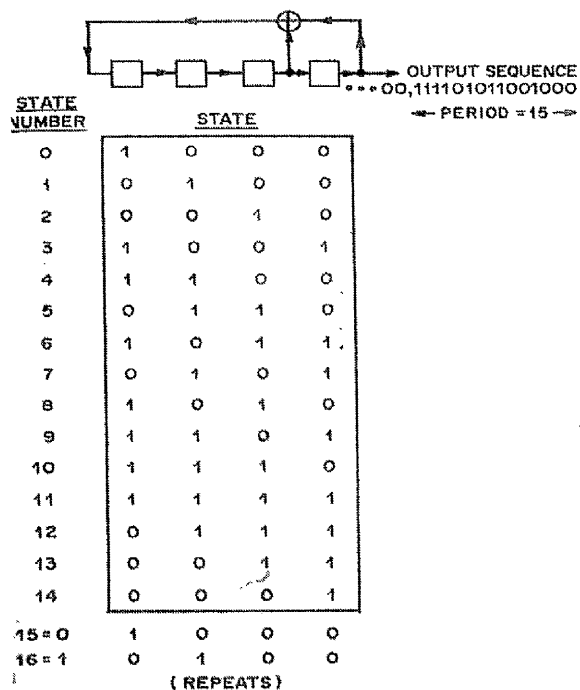 OUTPUT SEQUENCE
•••00,111101011001000
PERIOD = 15
STATE NUMBER STATE
0 1 0 0 0
1 0 1 0 0
2 0 0 1 0
3 1 0 0 1
4 1 1 0 0
5 0 1 1 0
6 1 0 1 1
7 0 1 0 1
8 1 0 1 0
9 1 1 0 1
10 1 1 1 0
11 1 1 1 1
12 0 1 1 1
13 0 0 1 1
14 0 0 0 1
15=0 1 0 0 0
16=1 0 1 0 0
(REPEATS)